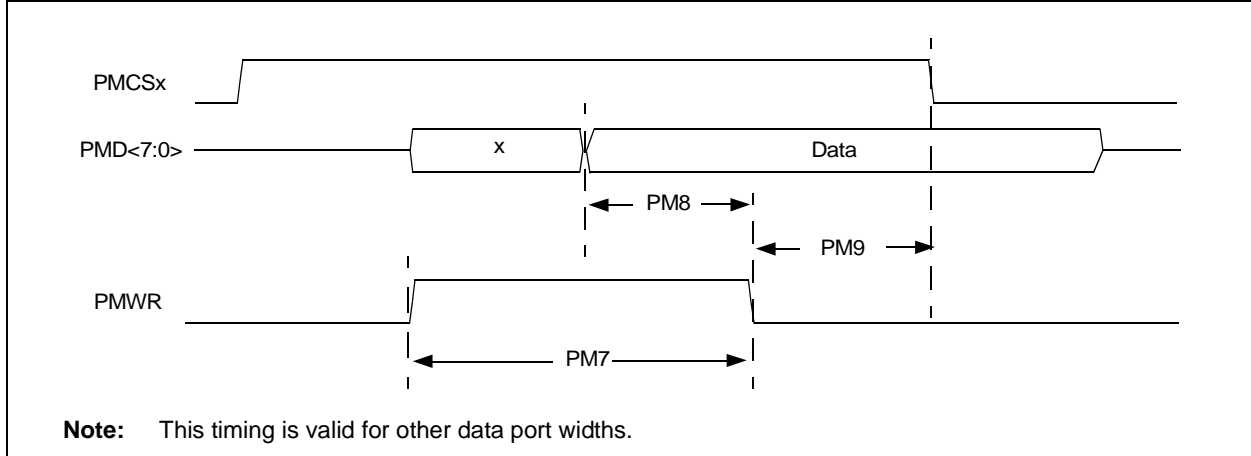 PMCSx
PMD<7:0>
x
Data
PM8
PM9
PMWR
PM7
Note: This timing is valid for other data port widths.